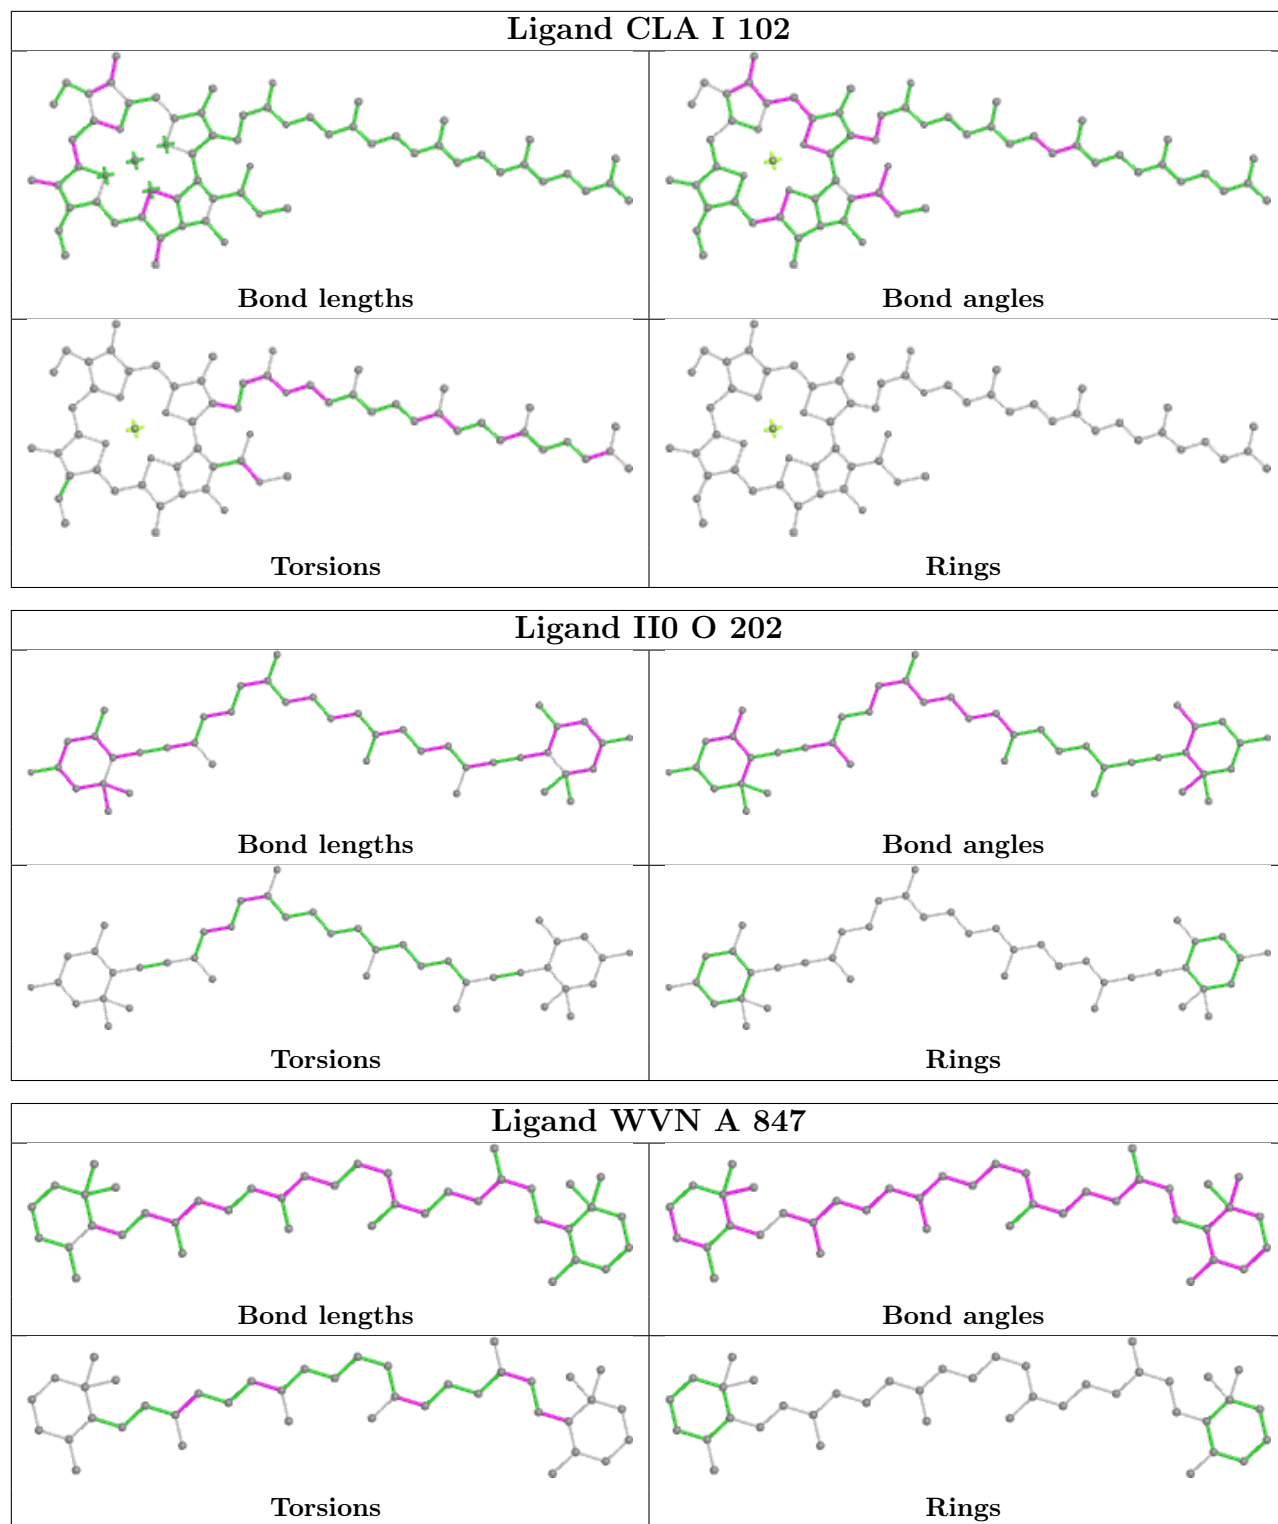 Ligand CLA I 102
Bond lengths
Bond angles
Torsions
Rings
Ligand II0 O 202
Bond lengths
Bond angles
Torsions
Rings
Ligand WVN A 847
Bond lengths
Bond angles
Torsions
Rings